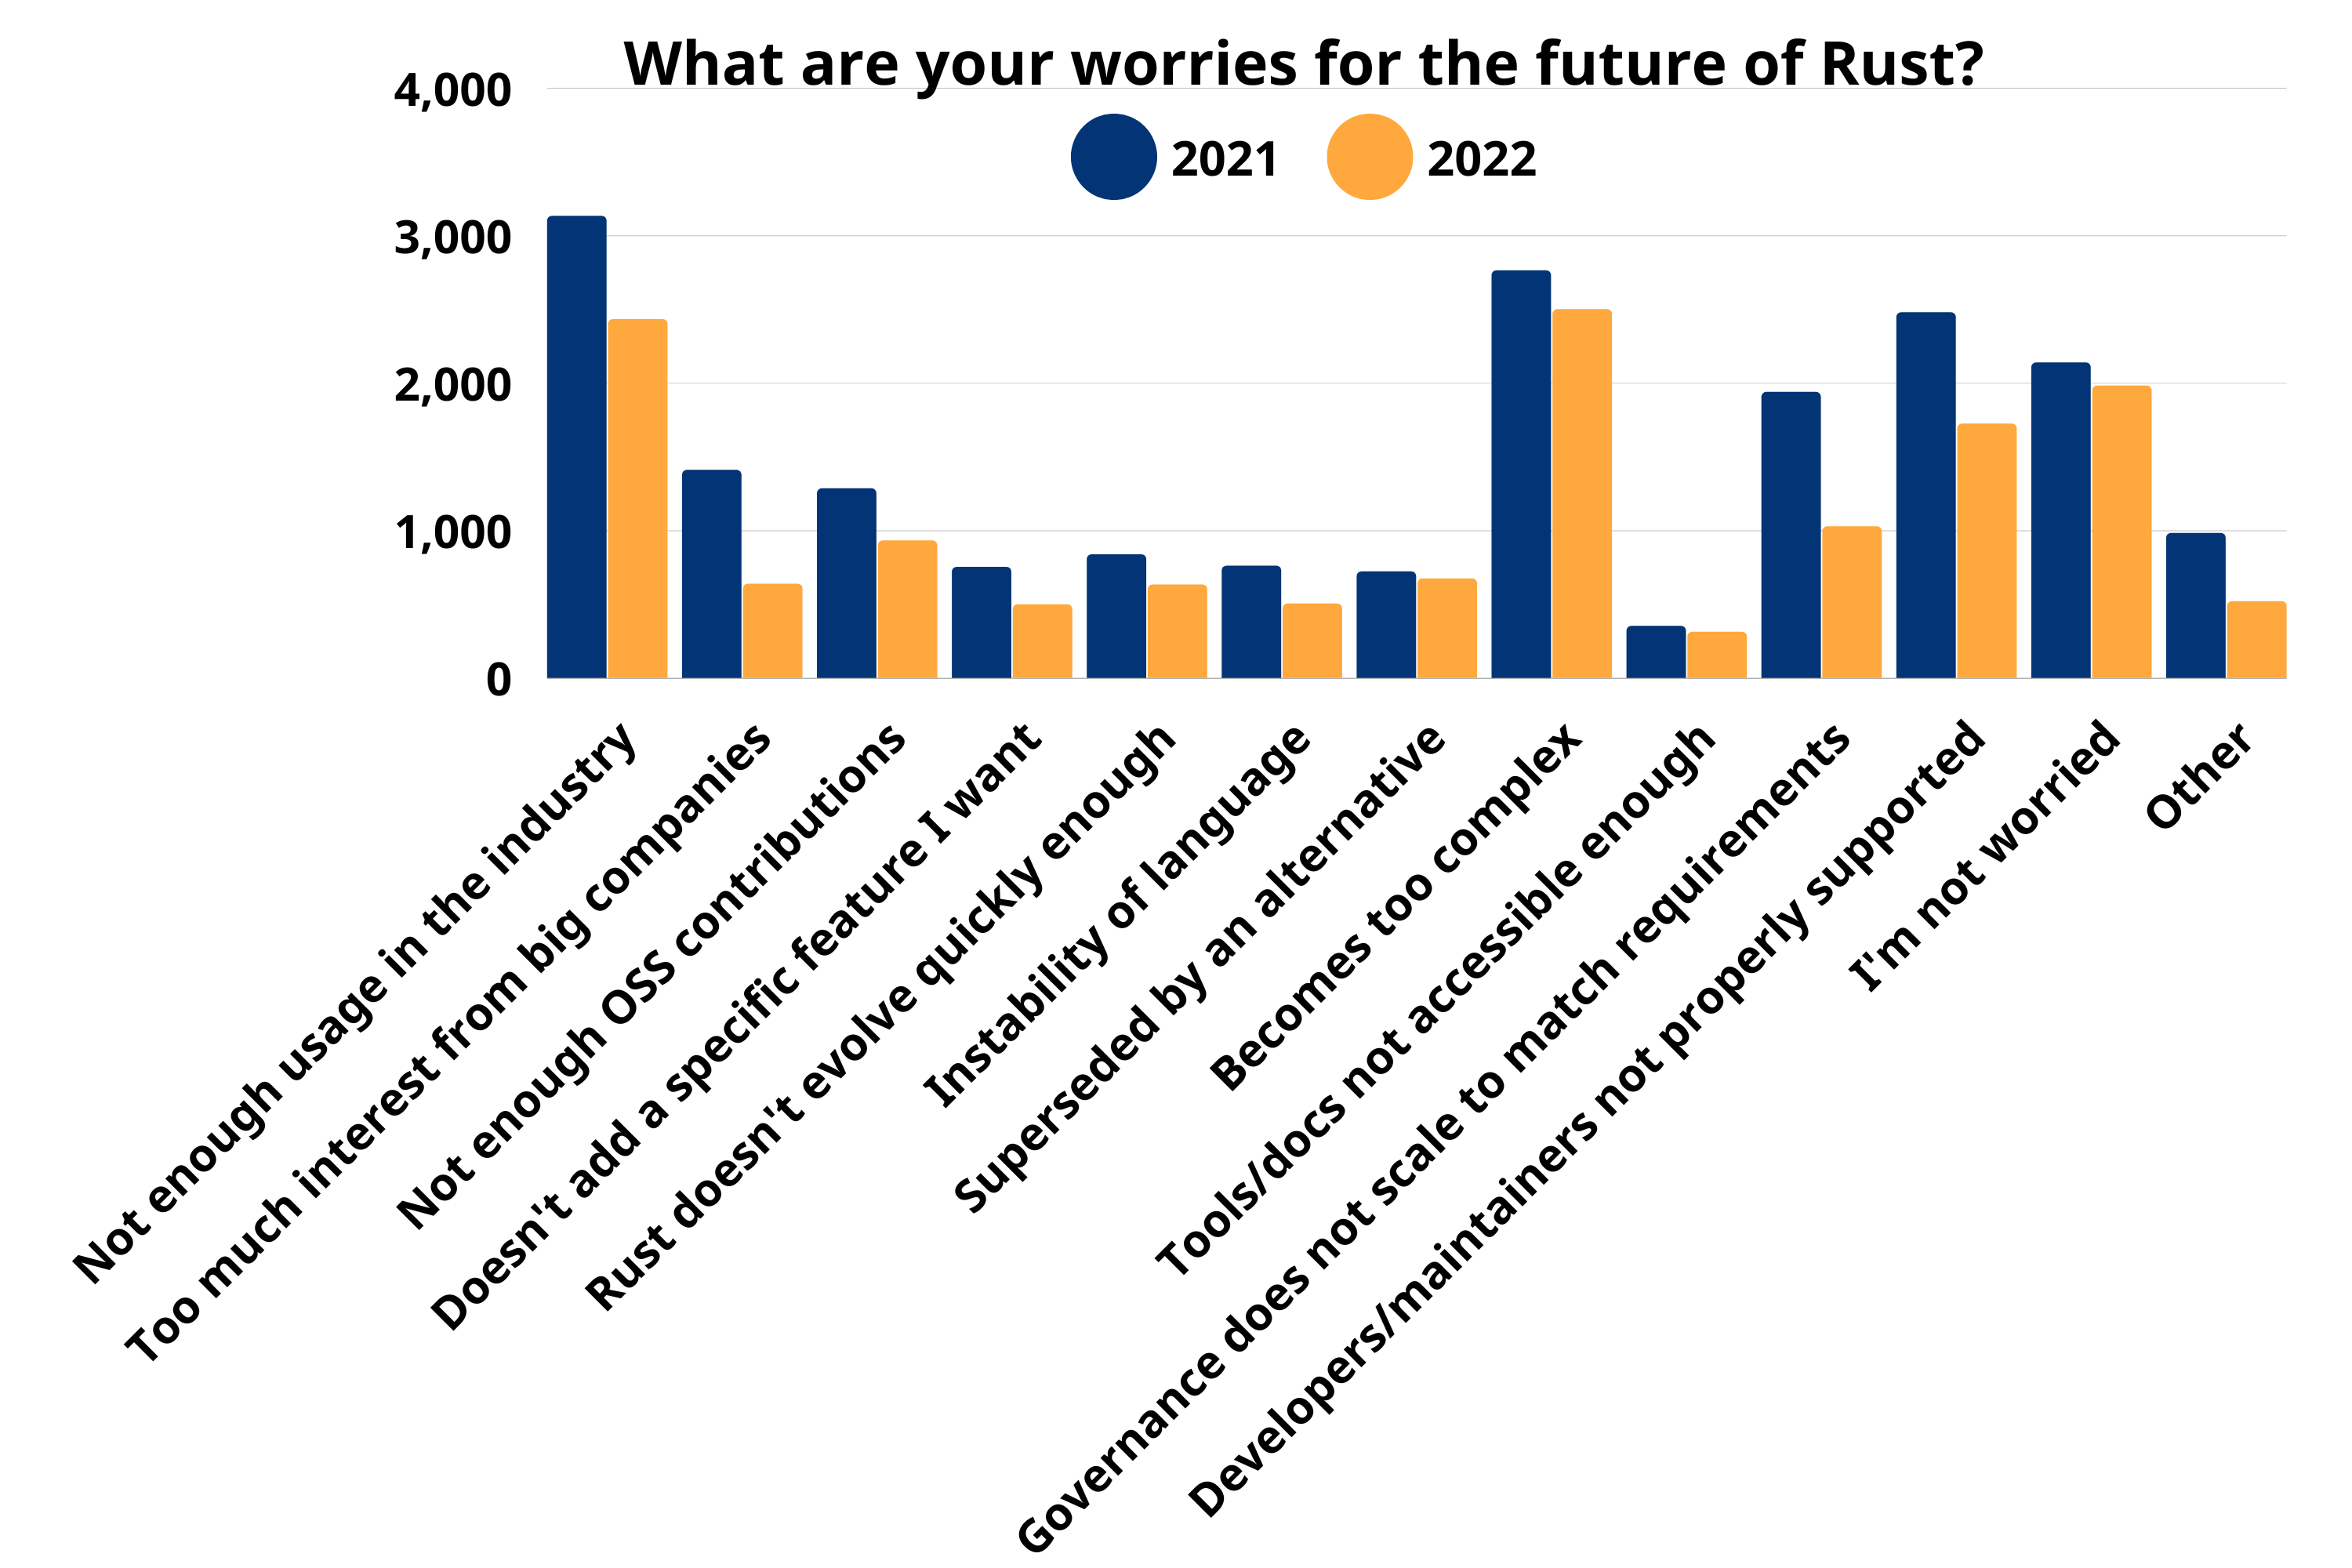 What are your worries for the future of Rust?
2021
2022
4,000
3,000
2,000
1,000
0
Not enough usage in the industry
Too much interest from big companies
Not enough OSS contributions
Doesn't add a specific feature I want
Rust doesn't evolve quickly enough
Instability of language
Superseded by an alternative
Becomes too complex
Tools/docs not accessible enough
Governance does not scale to match requirements
Developers/maintainers not properly supported
I'm not worried
Other